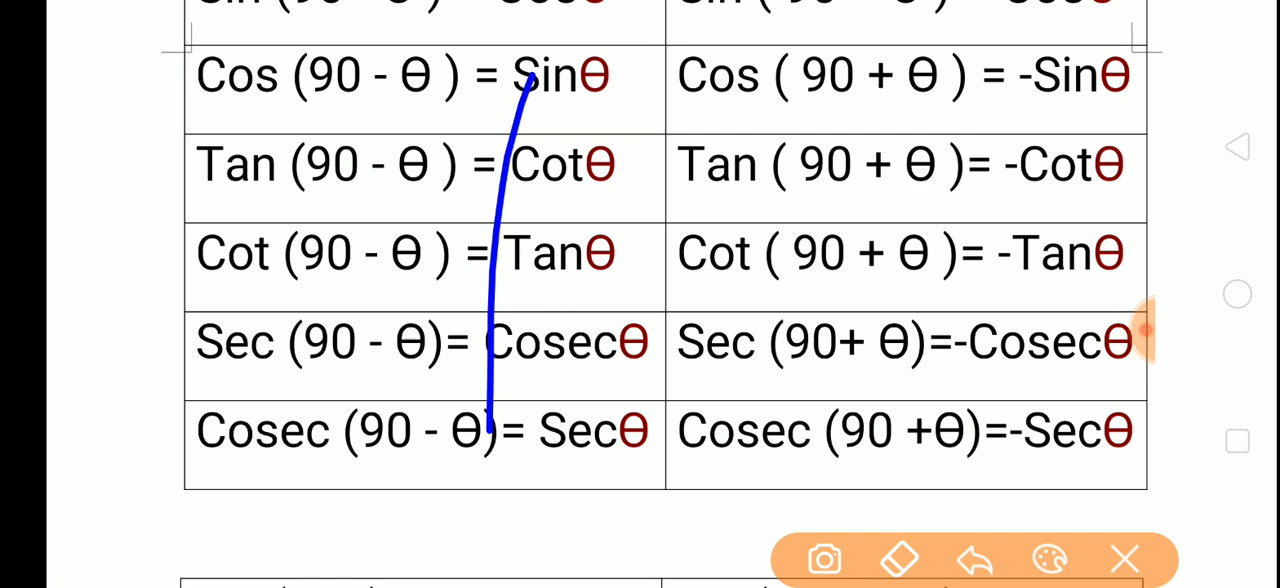 Cos (90 - Θ ) = SinΘ Cos ( 90 + Θ ) = -SinΘ
Tan (90 - Θ ) = CotΘ Tan ( 90 + Θ )= -CotΘ
Cot (90 - Θ ) = TanΘ Cot ( 90 + Θ )= -TanΘ
Sec (90 - Θ)= CosecΘ Sec (90+ Θ)=-CosecΘ
Cosec (90 - Θ)= SecΘ Cosec (90 +Θ)=-SecΘ